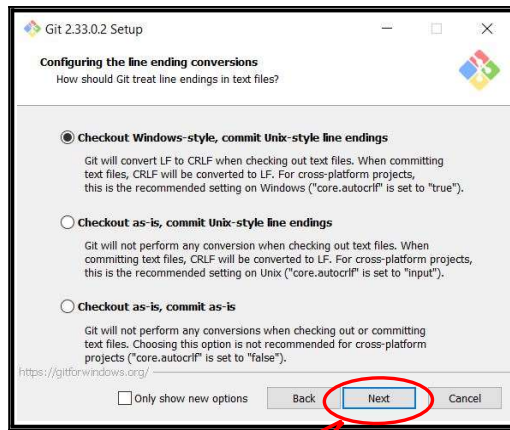 Git 2.33.0.2 Setup
Configuring the line ending conversions
How should Git treat line endings in text files?
Checkout Windows-style, commit Unix-style line endings
Git will convert LF to CRLF when checking out text files. When committing
text files, CRLF will be converted to LF. For cross-platform projects,
this is the recommended setting on Windows ("core.autocrlf" is set to "true").
Checkout as-is, commit Unix-style line endings
Git will not perform any conversion when checking out text files. When
committing text files, CRLF will be converted to LF. For cross-platform projects,
this is the recommended setting on Unix ("core.autocrlf" is set to "input").
Checkout as-is, commit as-is
Git will not perform any conversions when checking out or committing
text files. Choosing this option is not recommended for cross-platform
projects ("core.autocrlf" is set to "false").
https://gitforwindows.org/
Only show new options Back Next Cancel